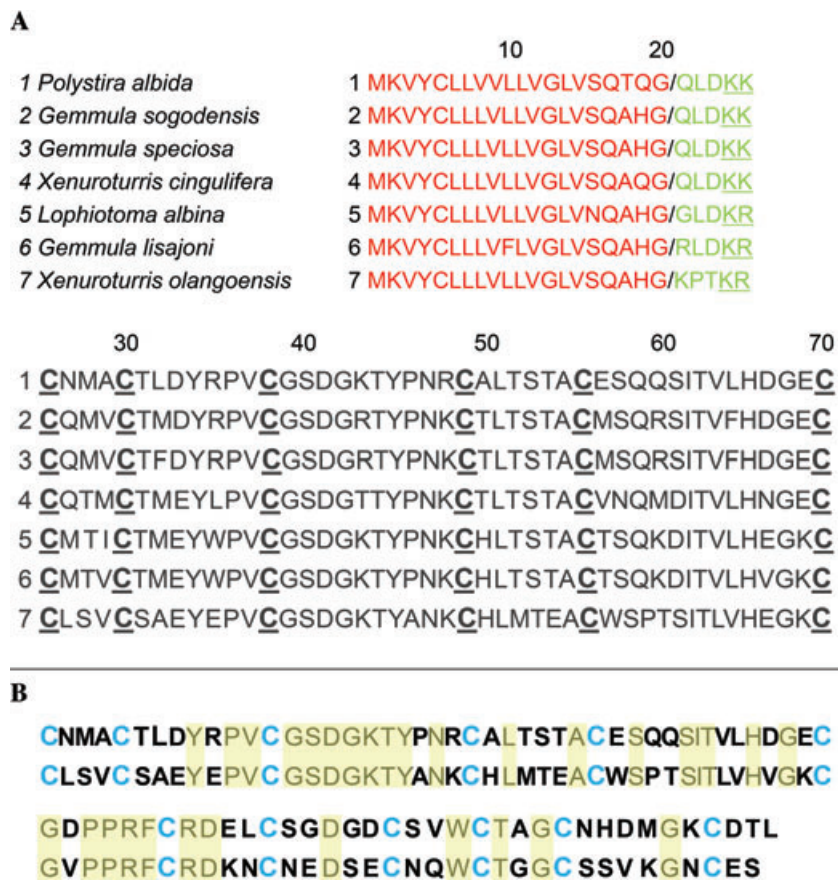 A
10 20
1 Polystira albida 1 MKVYCLLVVLLVGLVSQTQG/QLDKK
2 Gemmula sogodensis 2 MKVYCLLLVLLVGLVSQAHG/QLDKK
3 Gemmula speciosa 3 MKVYCLLLVLLVGLVSQAHG/QLDKK
4 Xenuroturris cingulifera 4 MKVYCLLLVLLVGLVSQAQG/QLDKK
5 Lophiotoma albina 5 MKVYCLLLVLLVGLVNQAHG/GLDKR
6 Gemmula lisajoni 6 MKVYCLLLVFLVGLVSQAHG/RLDKR
7 Xenuroturris olangoensis 7 MKVYCLLLVLLVGLVSQAHG/KPTKR
30 40 50 60 70
1 CNMACTLDYRPVCGSDGKTYPNRCALTSTACESQQSITVLHDGEC
2 CQMVCTMDYRPVCGSDGRTYPNKCTLTSTACMSQRSITVFHDGEC
3 CQMVCTFDYRPVCGSDGRTYPNKCTLTSTACMSQRSITVFHDGEC
4 CQTMCTMEYLPVCGSDGTTYPNKCTLTSTACVNQMDITVLHNGEC
5 CMTICTMEYWPVCGSDGKTYPNKCHLTSTACTSQKDITVLHEGKC
6 CMTVCTMEYWPVCGSDGKTYPNKCHLTSTACTSQKDITVLHVGKC
7 CLSVCSAEYEPVCGSDGKTYANKCHLMTEACWSPTSITLVHEGKC
B
CNMACTLDYRPVCGSDGKTYPNRCALTSTACESQQSITVLHDGEC
CLSVCSAEYEPVCGSDGKTYANKCHLMTEACWSPTSITLVHVGKC
GDPPRFCRDELCSGDGDCSVWCTAGCNHDMGKCDTL
GVPPRFCRDKNCNEDSECNQWCTGGCSSVKGNCES